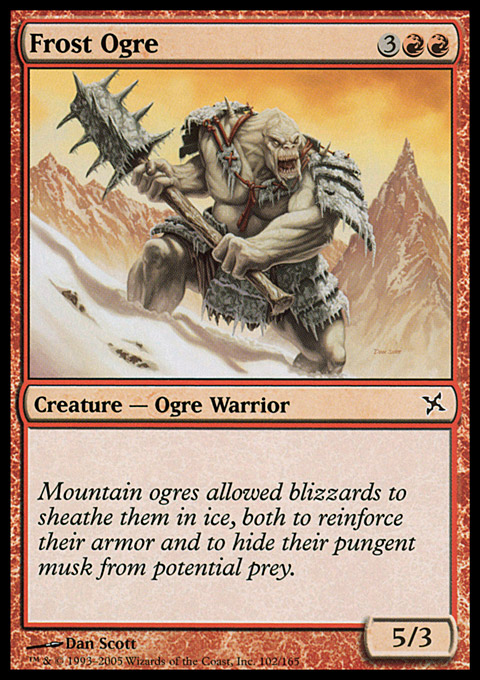 Frost Ogre 3
Creature — Ogre Warrior
Mountain ogres allowed blizzards to
sheathe them in ice, both to reinforce
their armor and to hide their pungent
musk from potential prey.
5/3
Dan Scott
™ & © 1993-2005 Wizards of the Coast, Inc. 102/165